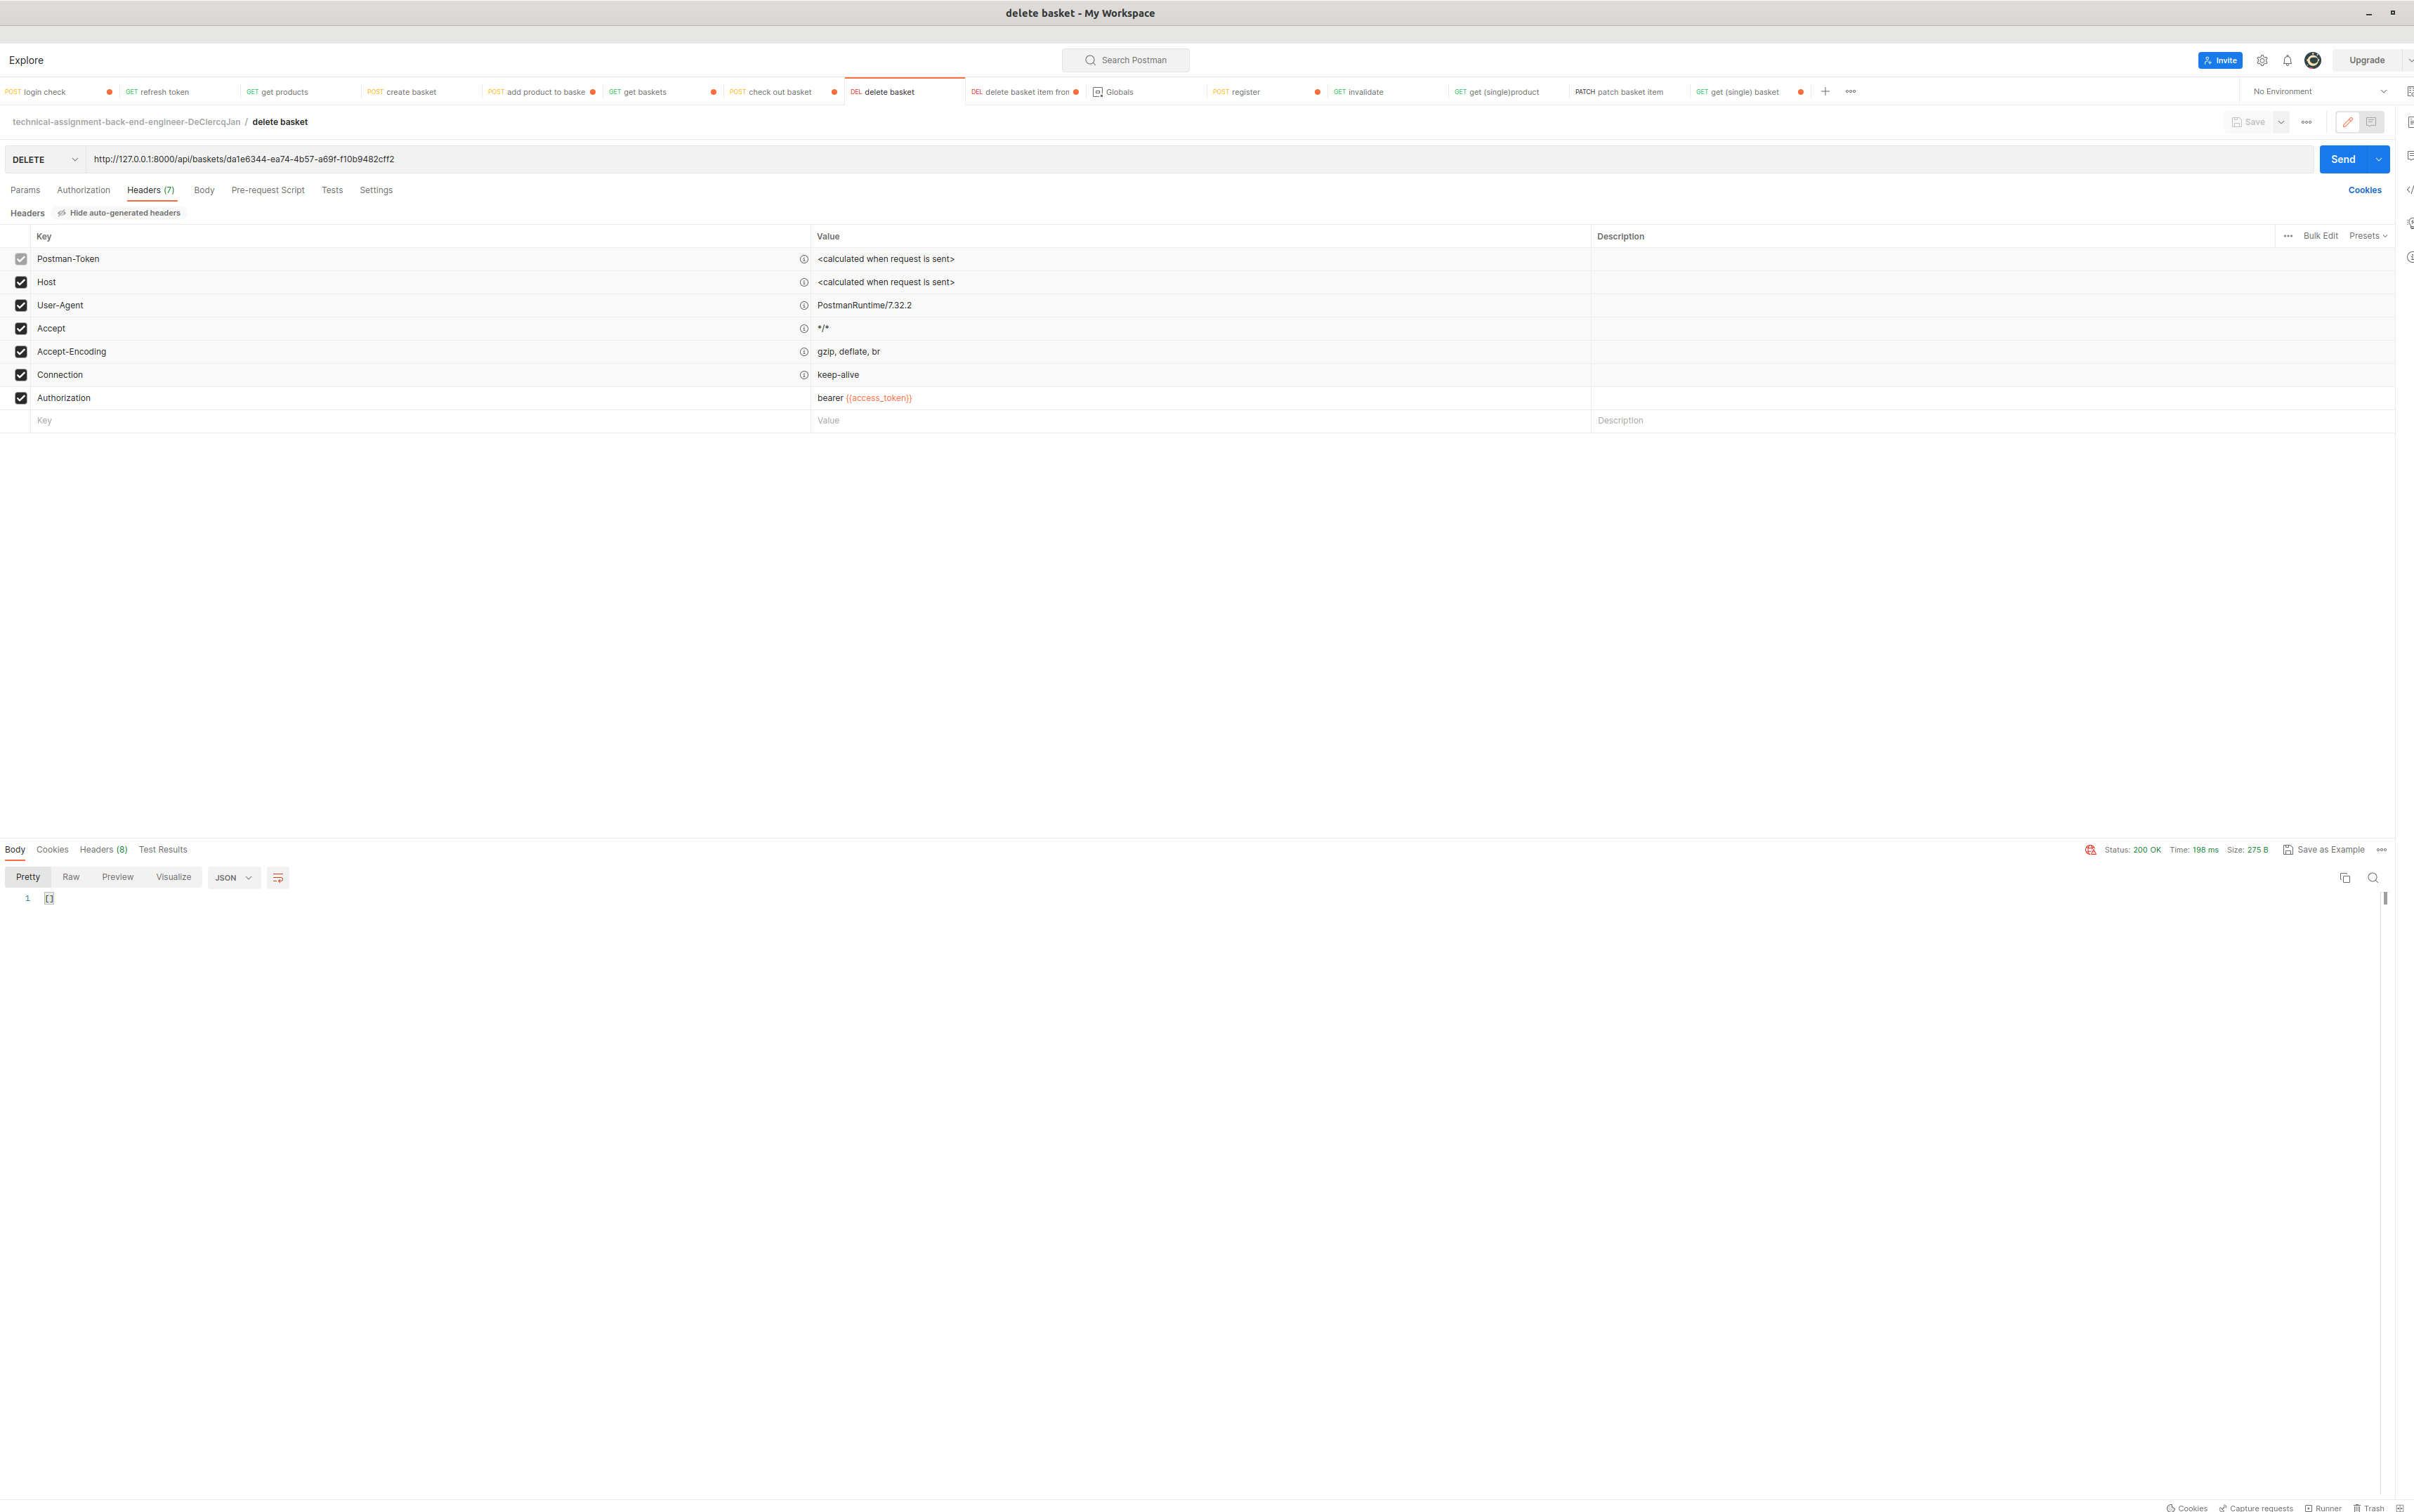 delete basket - My Workspace
Explore
Search Postman
Invite
Upgrade
POST login check
GET refresh token
GET get products
POST create basket
POST add product to baske
GET get baskets
POST check out basket
DEL delete basket
DEL delete basket item fron
Globals
POST register
GET invalidate
GET get (single)product
PATCH patch basket item
GET get (single) basket
No Environment
technical-assignment-back-end-engineer-DeClercqJan / delete basket
Save
DELETE http://127.0.0.1:8000/api/baskets/da1e6344-ea74-4b57-a69f-f10b9482cff2
Send
Params Authorization Headers (7) Body Pre-request Script Tests Settings
Cookies
Headers Hide auto-generated headers
Key Value Description Bulk Edit Presets
Postman-Token <calculated when request is sent>
Host <calculated when request is sent>
User-Agent PostmanRuntime/7.32.2
Accept */*
Accept-Encoding gzip, deflate, br
Connection keep-alive
Authorization bearer {{access_token}}
Key Value Description
Body Cookies Headers (8) Test Results
Status: 200 OK Time: 198 ms Size: 275 B Save as Example
Pretty Raw Preview Visualize JSON
1 []
Cookies Capture requests Runner Trash